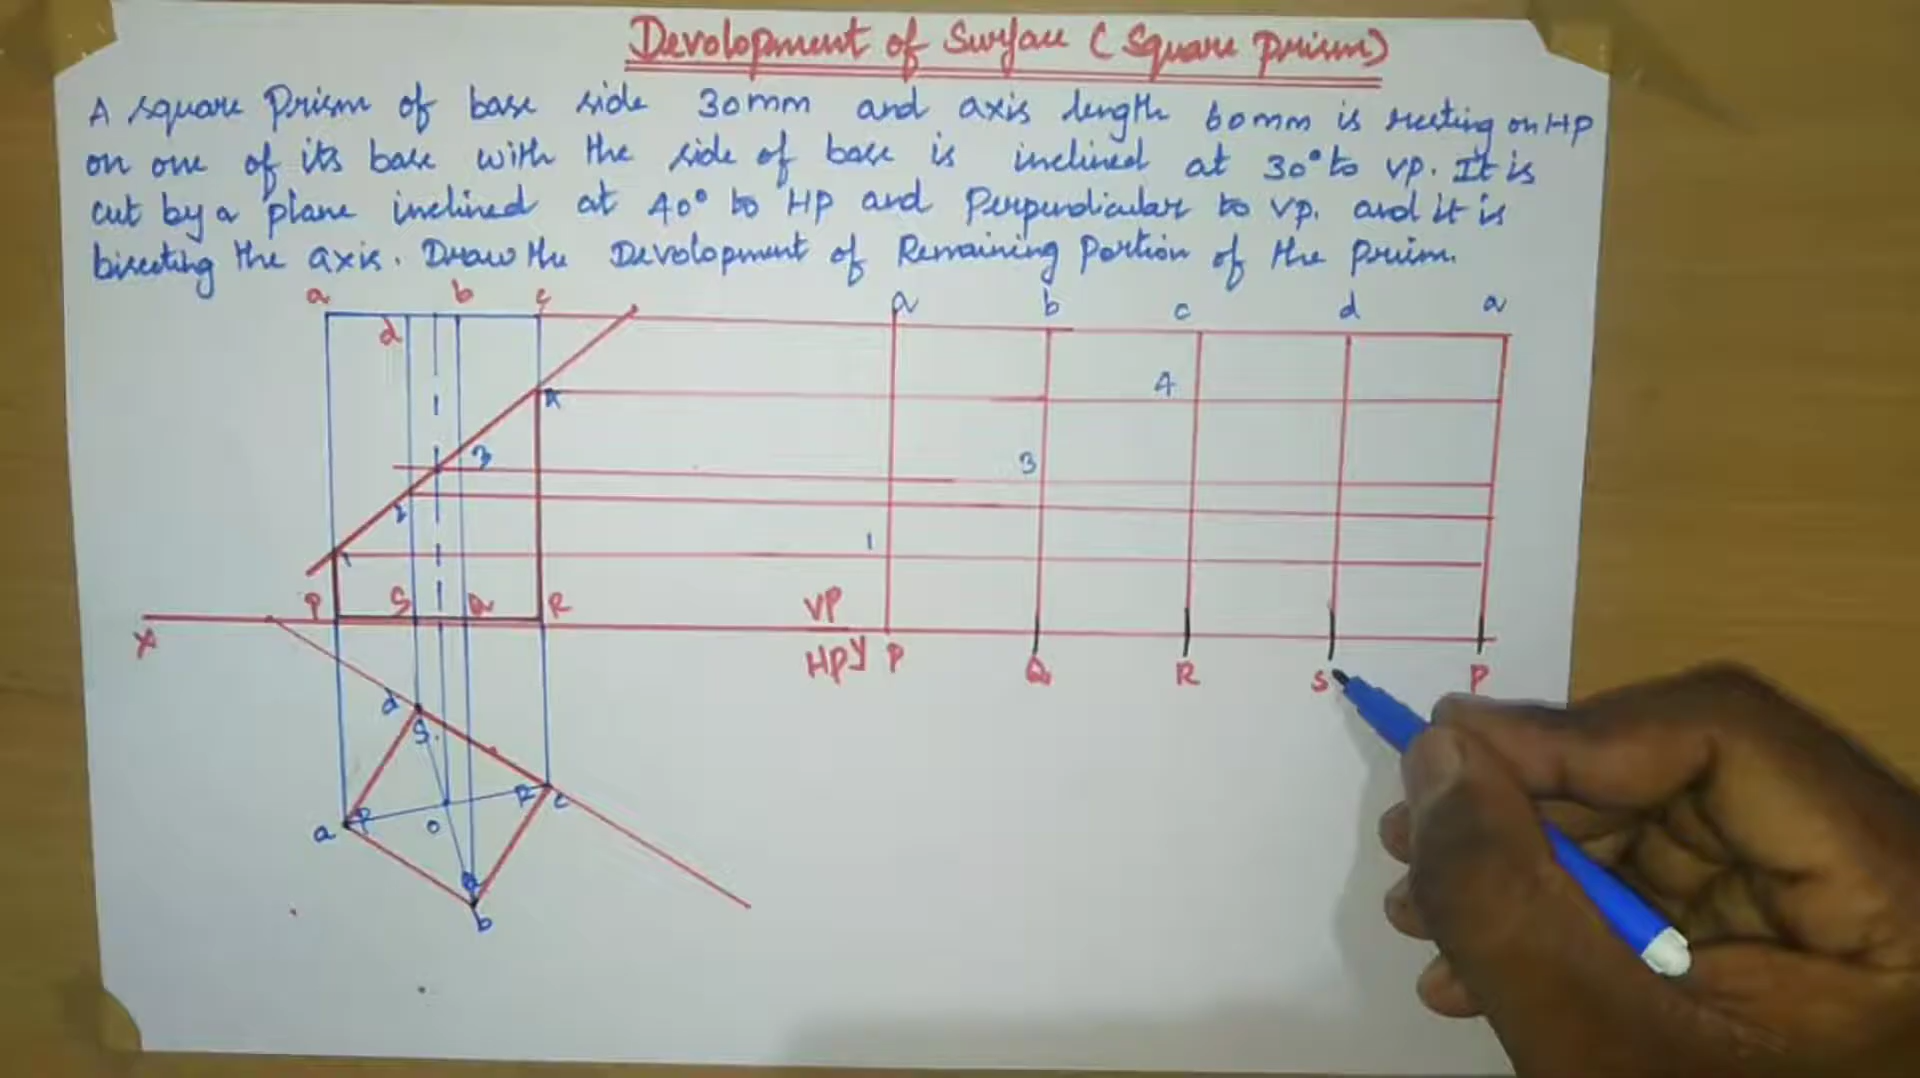 Devolopment of Surface (Square Prism)
A square Prism of base side 30mm and axis length 60mm is resting on HP
on one of its base with the side of base is inclined at 30° to VP. It is
cut by a plane inclined at 40° to HP and Perpendicular to VP. and it is
bisecting the axis. Draw the Devolopment of Remaining Portion of the Prism.
a b c a b c d a
d
4
3 3
1
P S Q R VP
X HP Y P Q R S P
d
S
R c
a P o
Q
b